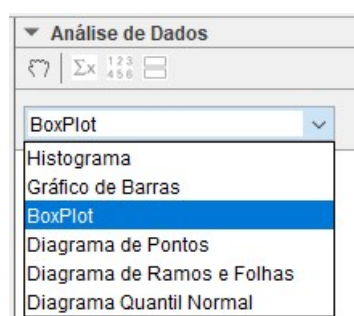 Análise de Dados
Σx 123
456
BoxPlot
Histograma
Gráfico de Barras
BoxPlot
Diagrama de Pontos
Diagrama de Ramos e Folhas
Diagrama Quantil Normal